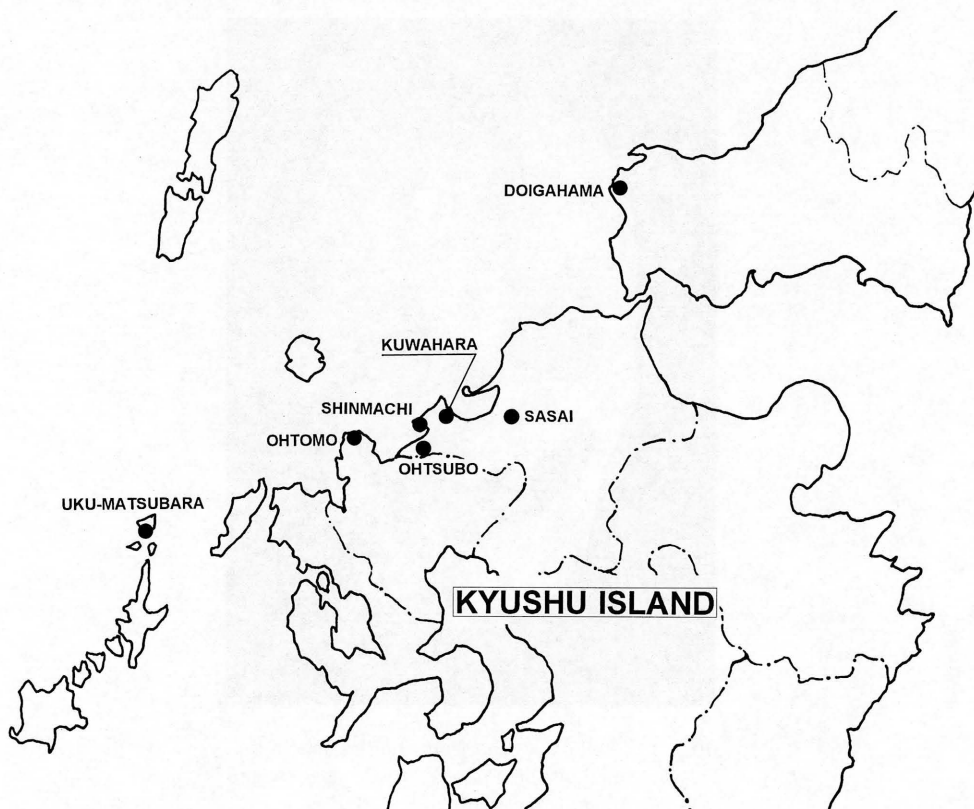 DOIGAHAMA
KUWAHARA
SHINMACHI
SASAI
OHTOMO
OHTSUBO
UKU-MATSUBARA
KYUSHU ISLAND